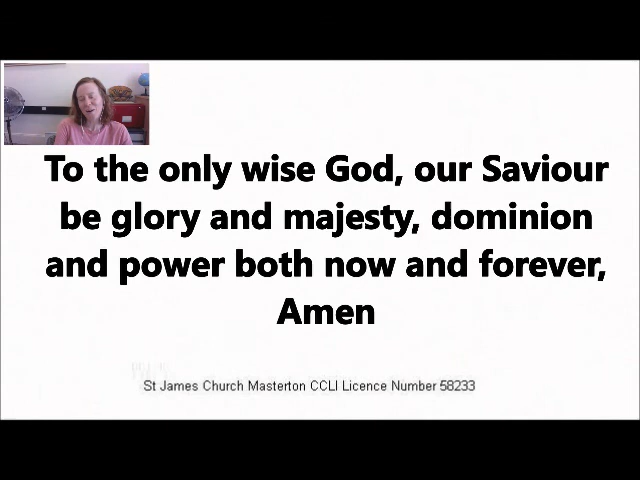 To the only wise God, our Saviour
be glory and majesty, dominion
and power both now and forever,
Amen
St James Church Masterton CCLI Licence Number 58233